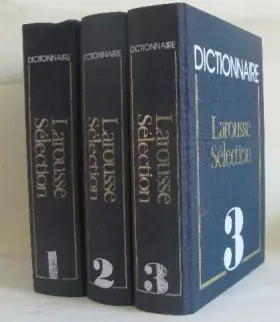 DICTIONNAIRE
Larousse
Sélection
1
DICTIONNAIRE
Larousse
Sélection
2
DICTIONNAIRE
Larousse
Sélection
3
DICTIONNAIRE
Larousse
Sélection
3